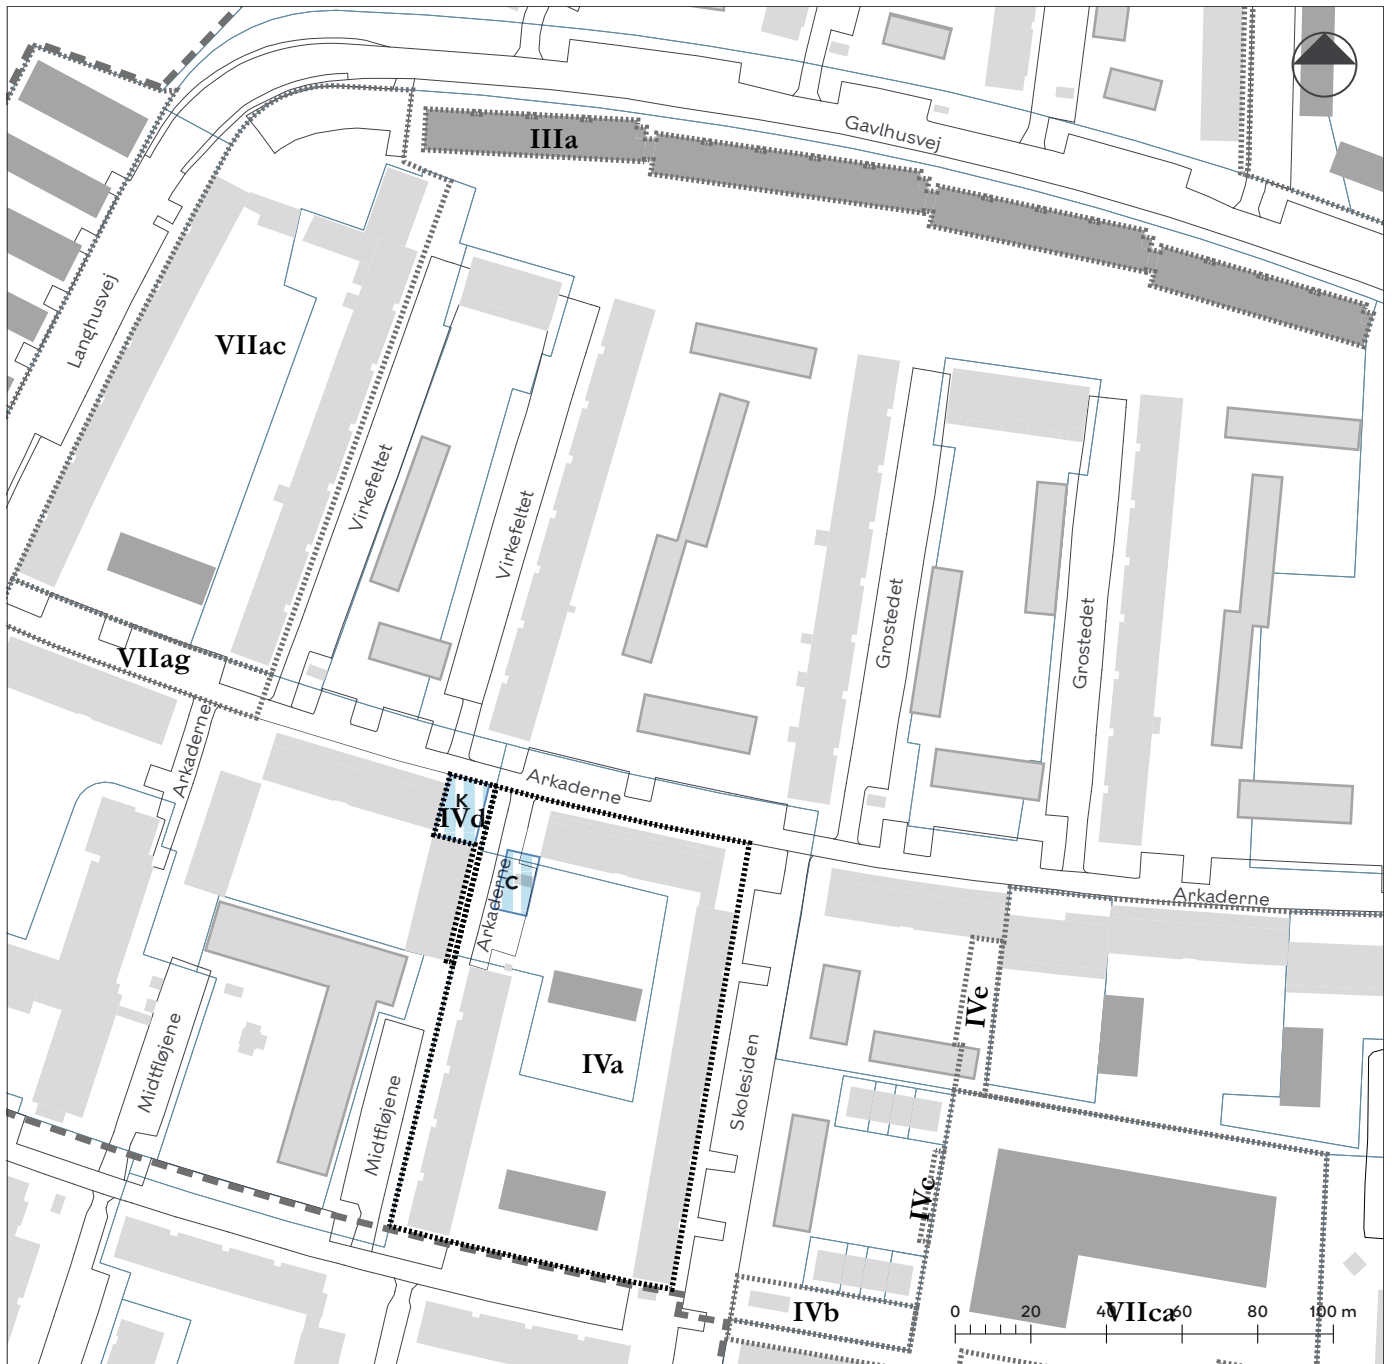 Gavlhusvej
IIIa
Langhusvej
VIIac
Virkefeltet
Virkefeltet
Grostedet
Grostedet
VIIag
Arkaderne
K
IVd
Arkaderne
C
Arkaderne
Arkaderne
IVe
IVa
Midtfløjene
Midtfløjene
Skolesiden
IVc
IVb
VIIca
0 20 40 60 80 100 m